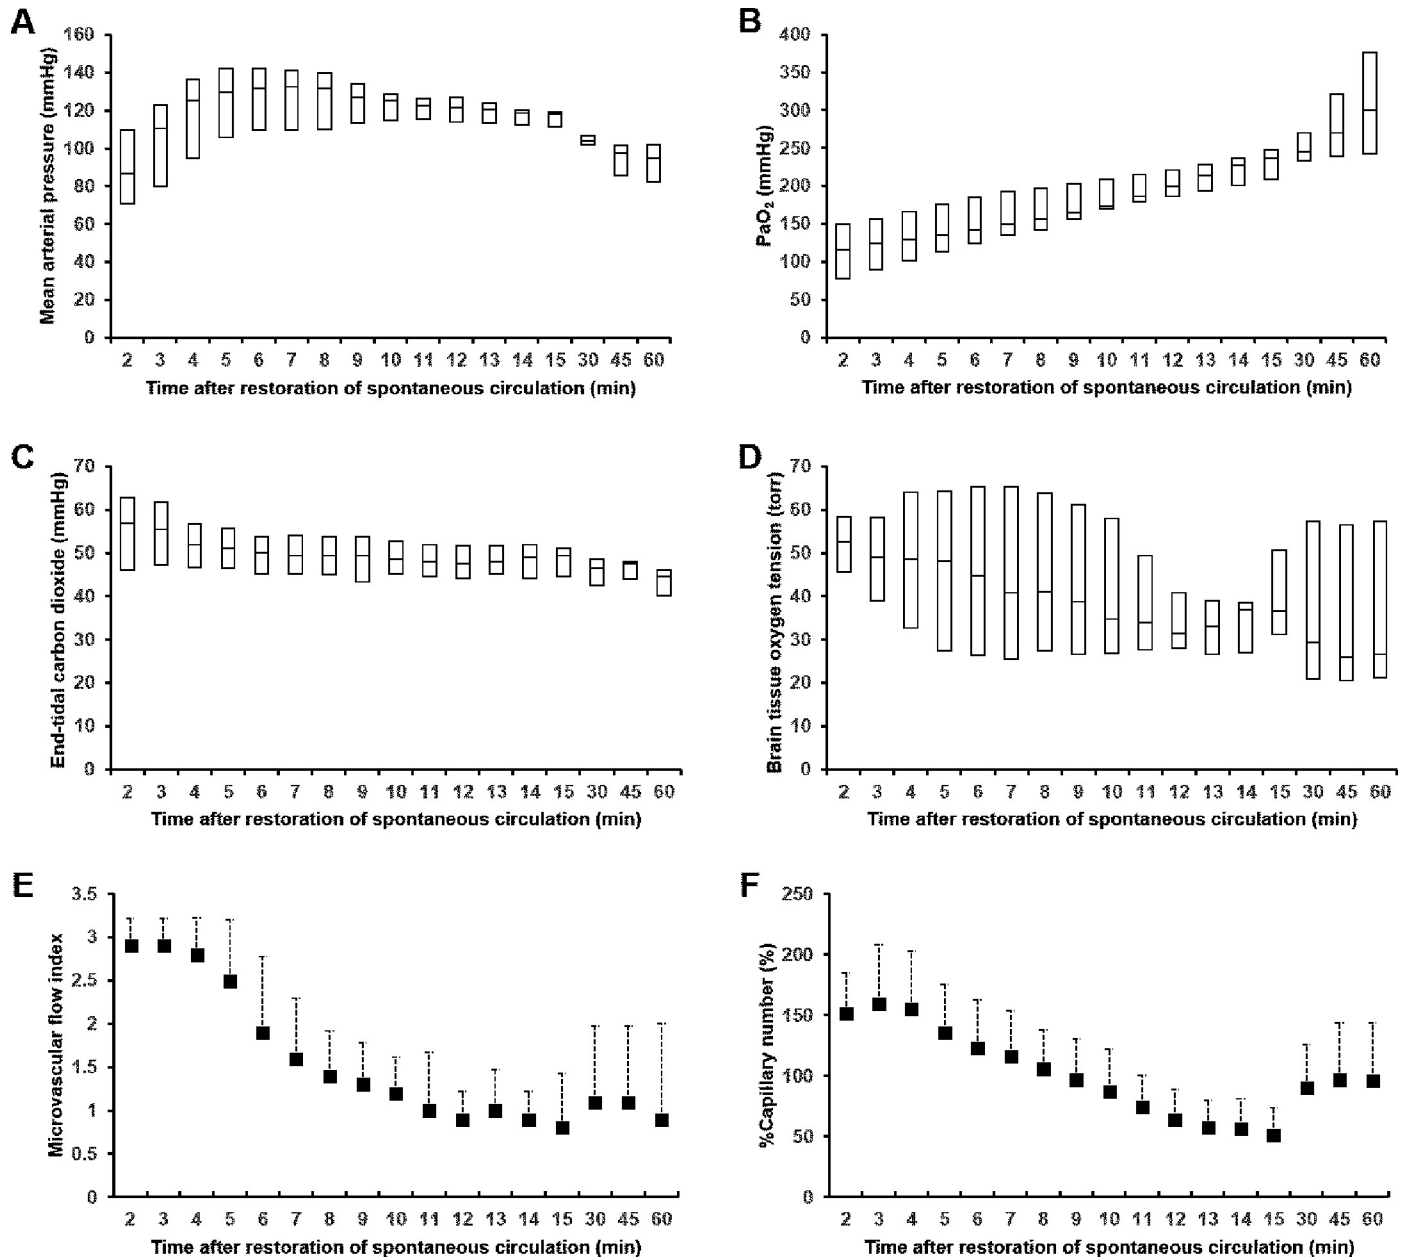 A
Mean arterial pressure (mmHg)
160
140
120
100
80
60
40
20
0
2 3 4 5 6 7 8 9 10 11 12 13 14 15 30 45 60
Time after restoration of spontaneous circulation (min)
B
PaO2 (mmHg)
400
350
300
250
200
150
100
50
0
2 3 4 5 6 7 8 9 10 11 12 13 14 15 30 45 60
Time after restoration of spontaneous circulation (min)
C
End-tidal carbon dioxide (mmHg)
70
60
50
40
30
20
10
0
2 3 4 5 6 7 8 9 10 11 12 13 14 15 30 45 60
Time after restoration of spontaneous circulation (min)
D
Brain tissue oxygen tension (torr)
70
60
50
40
30
20
10
0
2 3 4 5 6 7 8 9 10 11 12 13 14 15 30 45 60
Time after restoration of spontaneous circulation (min)
E
Microvascular flow index
3.5
3
2.5
2
1.5
1
0.5
0
2 3 4 5 6 7 8 9 10 11 12 13 14 15 30 45 60
Time after restoration of spontaneous circulation (min)
F
%Capillary number (%)
250
200
150
100
50
0
2 3 4 5 6 7 8 9 10 11 12 13 14 15 30 45 60
Time after restoration of spontaneous circulation (min)